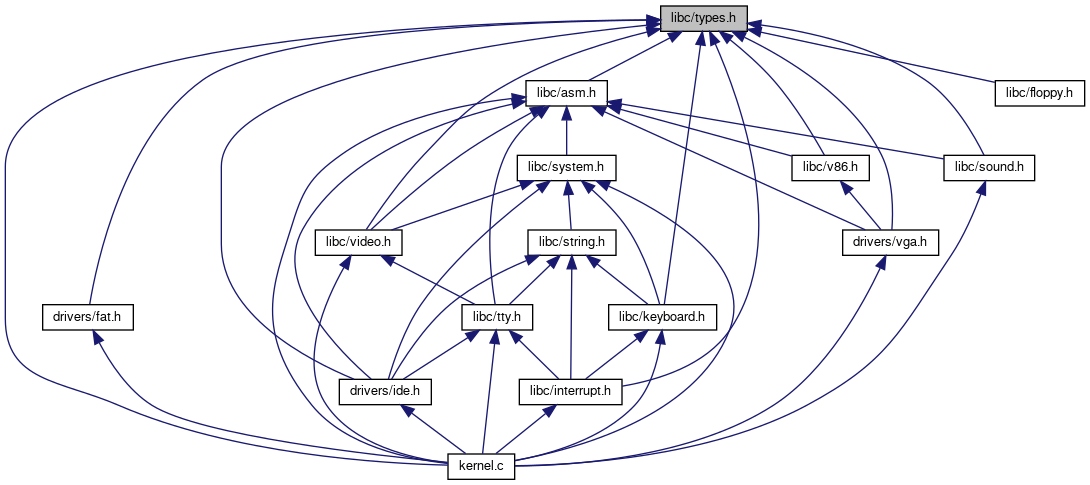 libc/types.h
libc/asm.h
libc/floppy.h
libc/system.h
libc/v86.h
libc/sound.h
libc/video.h
libc/string.h
drivers/vga.h
drivers/fat.h
libc/tty.h
libc/keyboard.h
drivers/ide.h
libc/interrupt.h
kernel.c